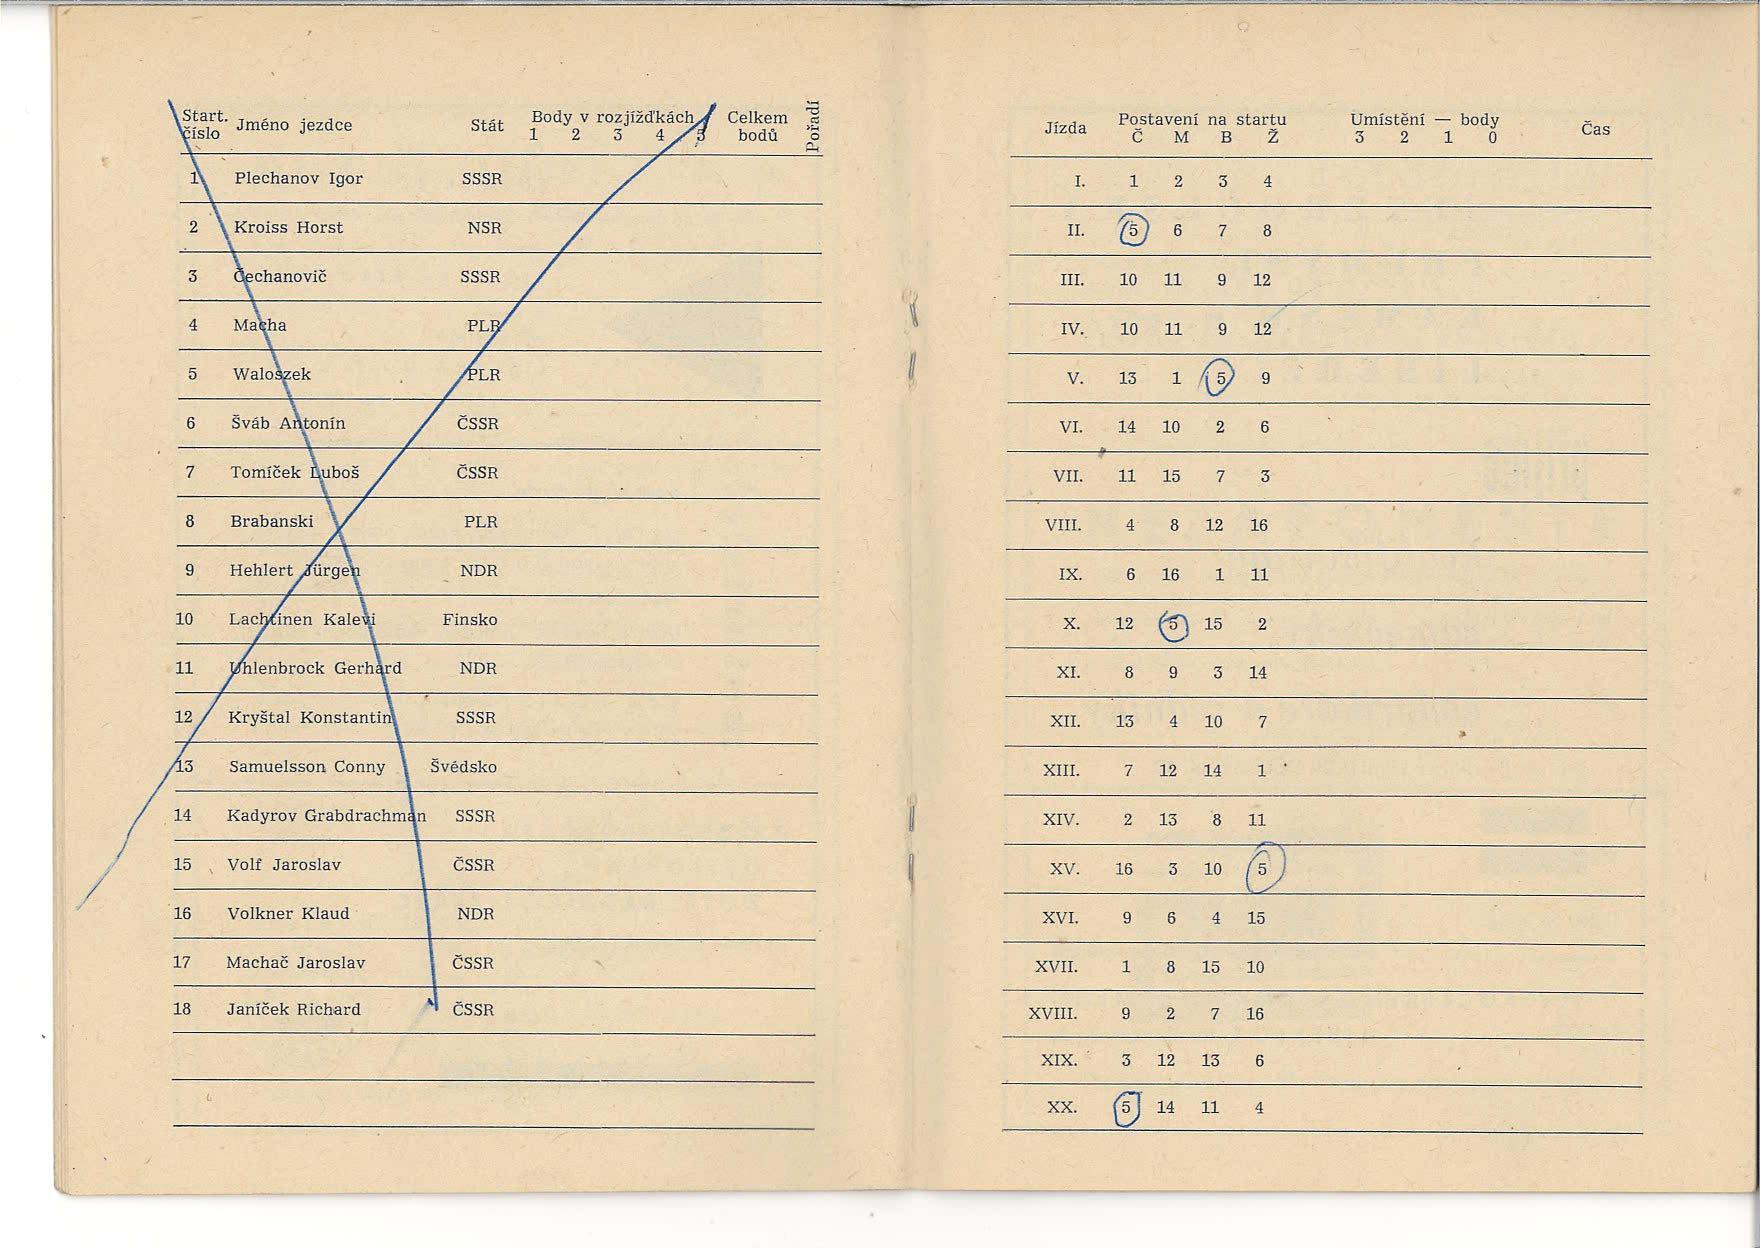 Start. číslo Jméno jezdce Stát Body v rozjížďkách Celkem bodů Pořadí
1 2 3 4 5
1 Plechanov Igor SSSR
2 Kroiss Horst NSR
3 Čechanovič SSSR
4 Macha PLR
5 Waloszek PLR
6 Šváb Antonín ČSSR
7 Tomíček Luboš ČSSR
8 Brabanski PLR
9 Hehlert Jürgen NDR
10 Lachtinen Kalevi Finsko
11 Uhlenbrock Gerhard NDR
12 Kryštal Konstantin SSSR
13 Samuelsson Conny Švédsko
14 Kadyrov Grabdrachman SSSR
15 Volf Jaroslav ČSSR
16 Volkner Klaud NDR
17 Machač Jaroslav ČSSR
18 Janíček Richard ČSSR
Jízda Postavení na startu Umístění — body Čas
Č M B Ž 3 2 1 0
I. 1 2 3 4
II. 5 6 7 8
III. 10 11 9 12
IV. 10 11 9 12
V. 13 1 5 9
VI. 14 10 2 6
VII. 11 15 7 3
VIII. 4 8 12 16
IX. 6 16 1 11
X. 12 5 15 2
XI. 8 9 3 14
XII. 13 4 10 7
XIII. 7 12 14 1
XIV. 2 13 8 11
XV. 16 3 10 5
XVI. 9 6 4 15
XVII. 1 8 15 10
XVIII. 9 2 7 16
XIX. 3 12 13 6
XX. 5 14 11 4